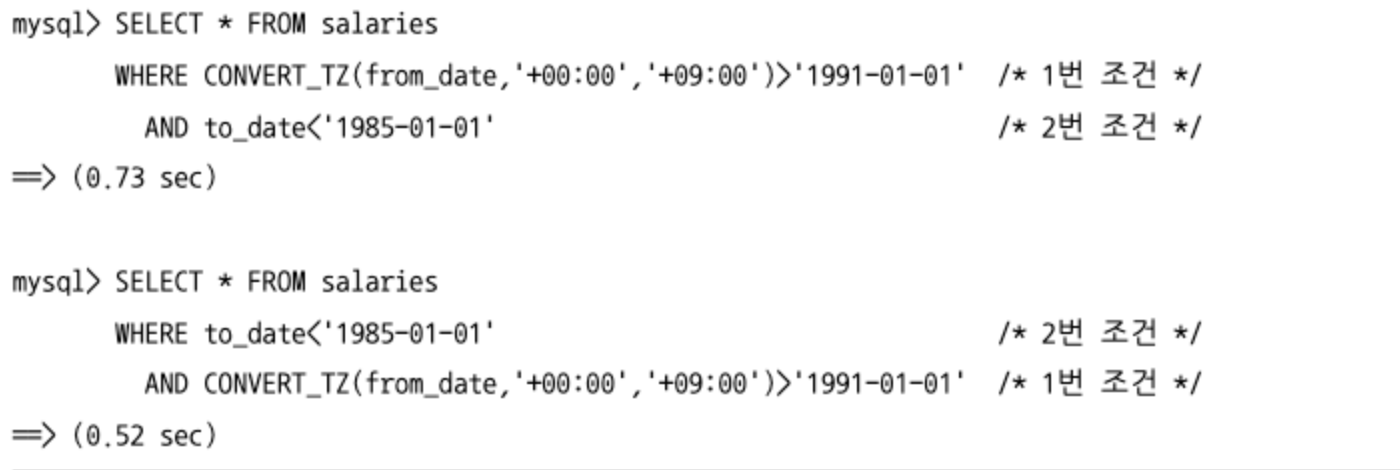 mysql> SELECT * FROM salaries
WHERE CONVERT_TZ(from_date,'+00:00','+09:00')>'1991-01-01' /* 1번 조건 */
AND to_date<'1985-01-01' /* 2번 조건 */
==> (0.73 sec)
mysql> SELECT * FROM salaries
WHERE to_date<'1985-01-01' /* 2번 조건 */
AND CONVERT_TZ(from_date,'+00:00','+09:00')>'1991-01-01' /* 1번 조건 */
==> (0.52 sec)